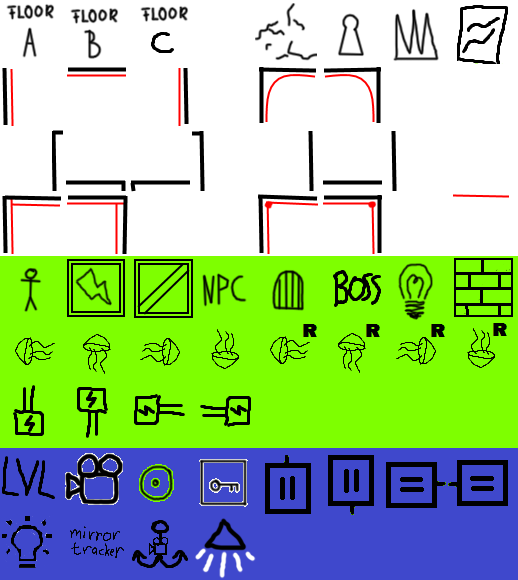 FLOOR FLOOR FLOOR
A B C
NPC BOSS
R R R R
LVL
mirror
tracker